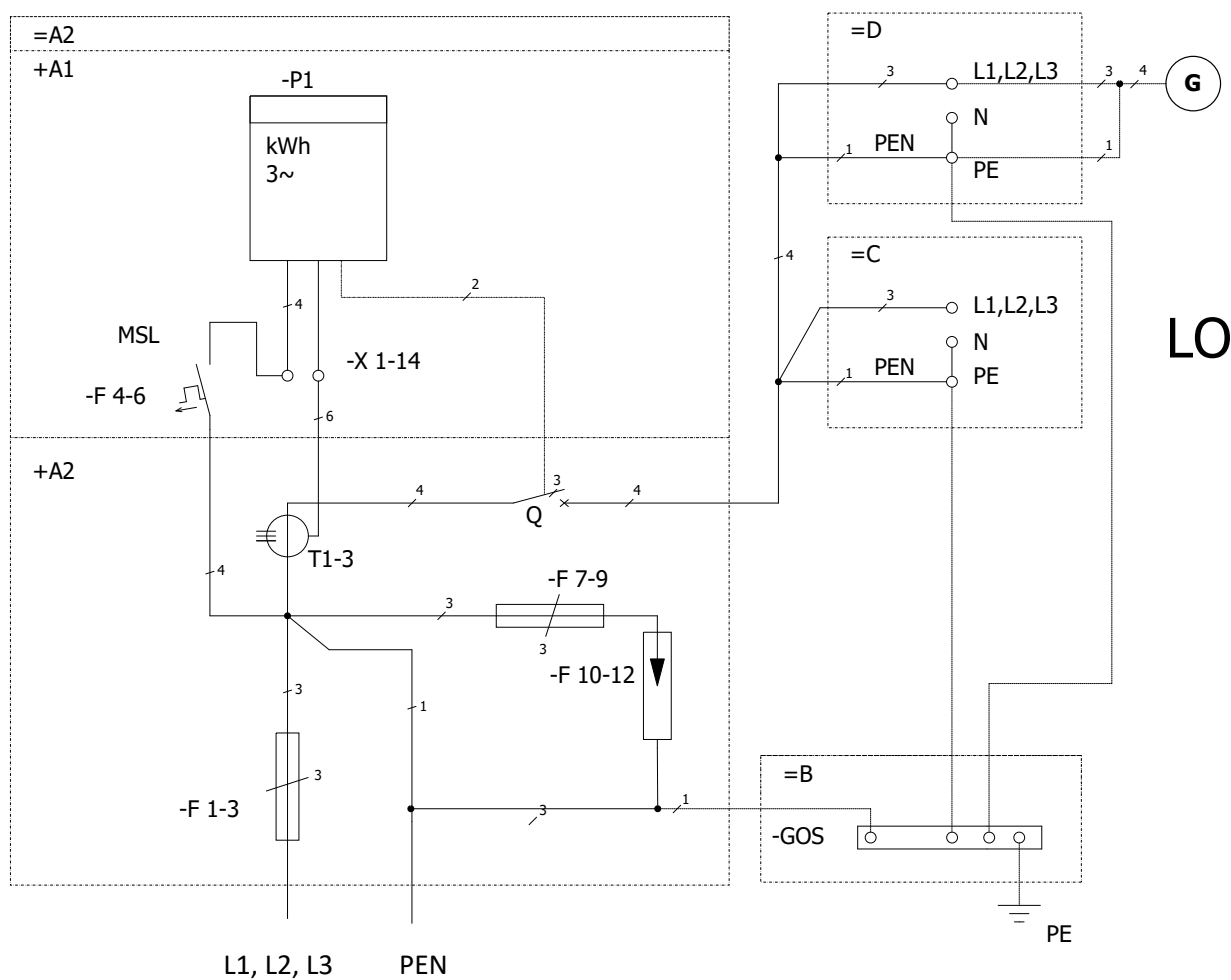 =A2
+A1
-P1
kWh
3~
4
2
MSL
-X 1-14
-F 4-6
6
+A2
4
3
4
Q
T1-3
4
-F 7-9
3
3
-F 10-12
3
1
-F 1-3
3
3
1
L1, L2, L3
PEN
=D
3
L1,L2,L3
3
4
G
N
1
PEN
PE
1
4
=C
3
L1,L2,L3
N
1
PEN
PE
LO
=B
-GOS
PE